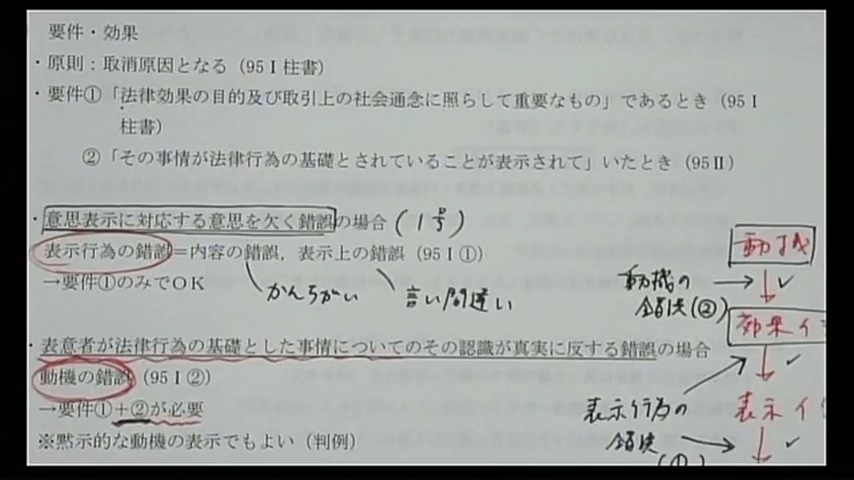 要件・効果
・原則：取消原因となる（95Ⅰ柱書）
・要件①「法律効果の目的及び取引上の社会通念に照らして重要なもの」であるとき（95Ⅰ
柱書）
②「その事情が法律行為の基礎とされていることが表示されて」いたとき（95Ⅱ）
・意思表示に対応する意思を欠く錯誤の場合（1号）
表示行為の錯誤＝内容の錯誤，表示上の錯誤（95Ⅰ①）
→要件①のみでＯＫ
かんちがい 言い間違い
・表意者が法律行為の基礎とした事情についてのその認識が真実に反する錯誤の場合
動機の錯誤（95Ⅰ②）
→要件①＋②が必要
※黙示的な動機の表示でもよい（判例）
動機
動機の
錯誤(②)
効果イ
表示行為の
錯誤
(①)
表示イ